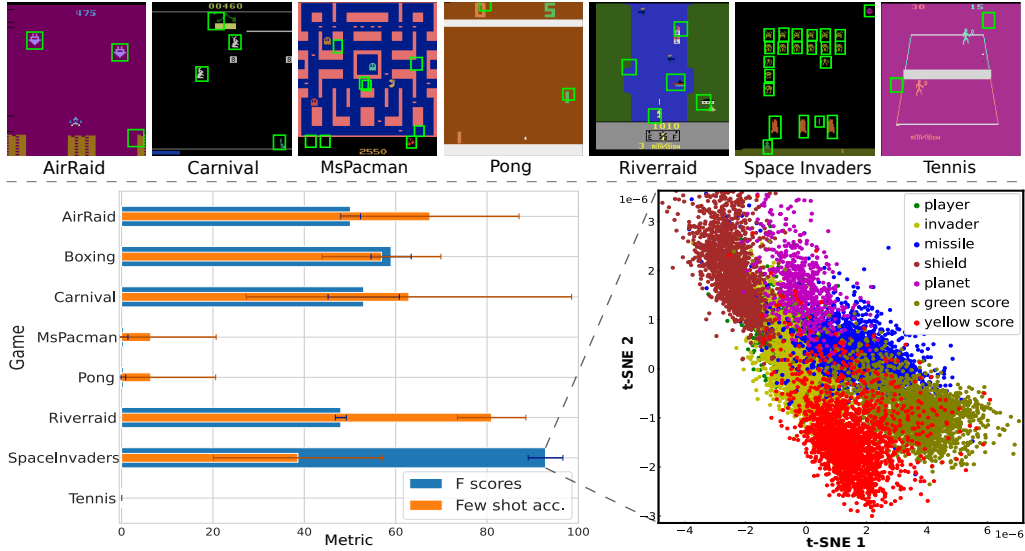 475
00460
B
B
2550
5
1010
3 ACTIVISION
30 15
ACTIVISION
AirRaid Carnival MsPacman Pong Riverraid Space Invaders Tennis
AirRaid
Boxing
Carnival
MsPacman
Pong
Riverraid
SpaceInvaders
Tennis
Game
0 20 40 60 80 100
Metric
F scores
Few shot acc.
1e-6
3
2
1
0
−1
−2
−3
t-SNE 2
−4 −2 0 2 4 6
1e-6
t-SNE 1
player
invader
missile
shield
planet
green score
yellow score